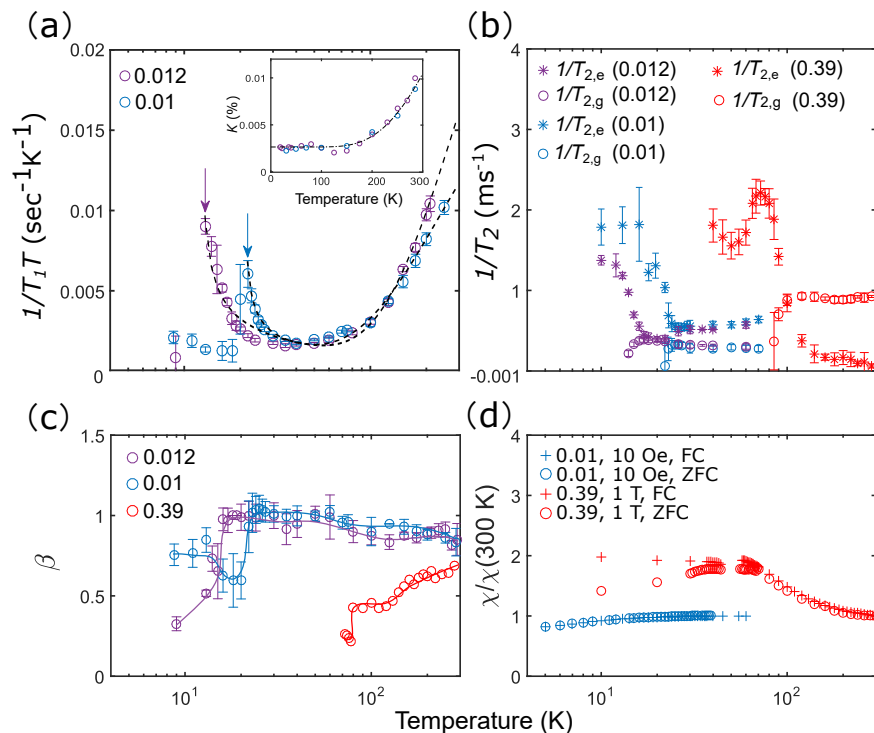 (a)
0.02
0.015
0.01
0.005
0
1/T1T (sec-1K-1)
0.012
0.01
0.01
0.005
0
K (%)
0 100 200 300
Temperature (K)
(b)
4
3
2
1
-0.001
1/T2 (ms-1)
1/T2,e (0.012)
1/T2,g (0.012)
1/T2,e (0.01)
1/T2,g (0.01)
1/T2,e (0.39)
1/T2,g (0.39)
(c)
1.5
1
0.5
0
β
0.012
0.01
0.39
10^1 10^2
(d)
4
3
2
1
0
χ/χ(300 K)
0.01, 10 Oe, FC
0.01, 10 Oe, ZFC
0.39, 1 T, FC
0.39, 1 T, ZFC
10^1 10^2
Temperature (K)